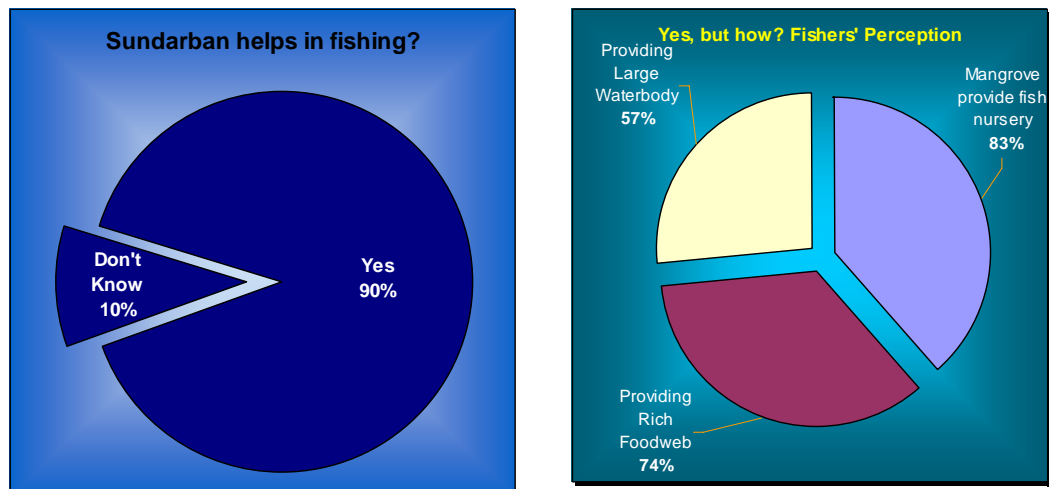 Sundarban helps in fishing?
Don't
Know
10%
Yes
90%
Yes, but how? Fishers' Perception
Providing
Large
Waterbody
57%
Mangrove
provide fish
nursery
83%
Providing
Rich
Foodweb
74%